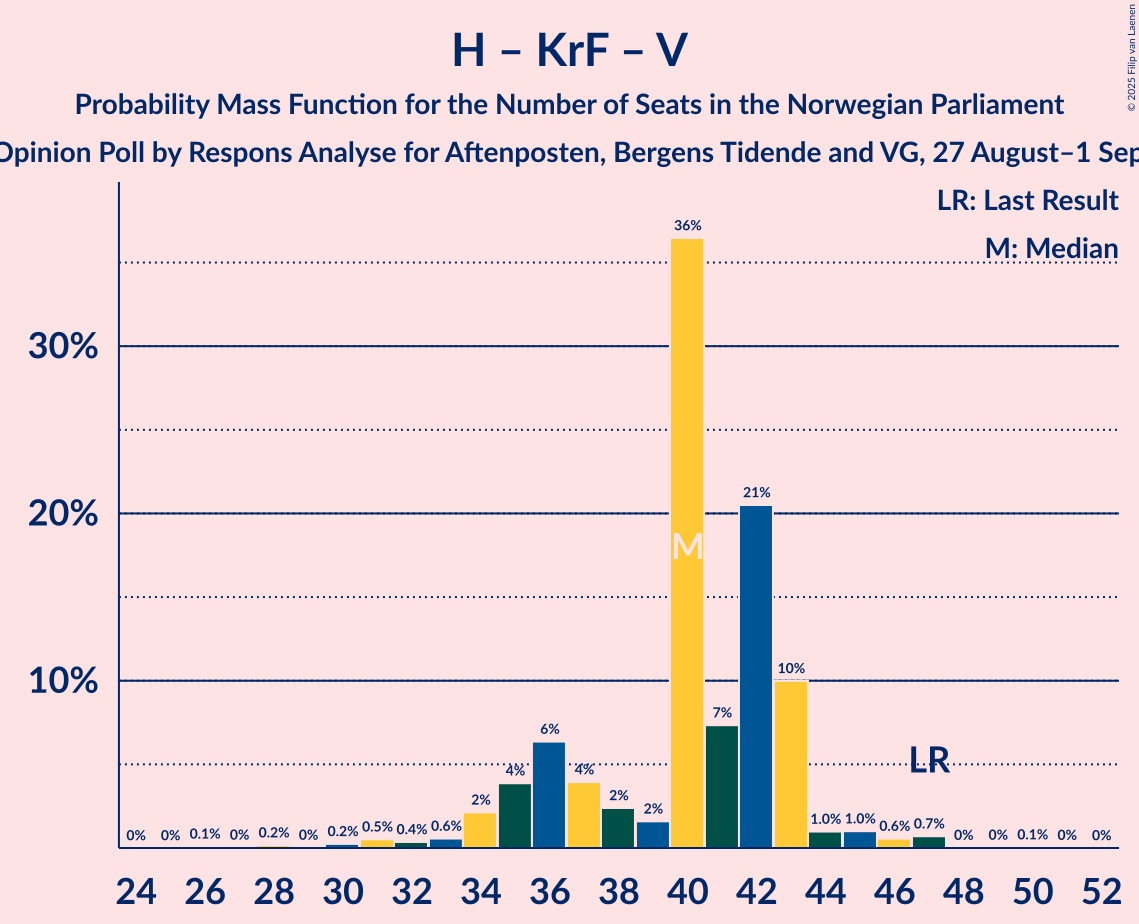 H – KrF – V
Probability Mass Function for the Number of Seats in the Norwegian Parliament
Opinion Poll by Respons Analyse for Aftenposten, Bergens Tidende and VG, 27 August–1 Sep
© 2025 Filip van Laenen
LR: Last Result
M: Median
30%
20%
10%
0% 0% 0.1% 0% 0.2% 0% 0.2% 0.5% 0.4% 0.6% 2% 4% 6% 4% 2% 2% 36% 7% 21% 10% 1.0% 1.0% 0.6% 0.7% 0% 0% 0.1% 0% 0%
M
LR
24 26 28 30 32 34 36 38 40 42 44 46 48 50 52